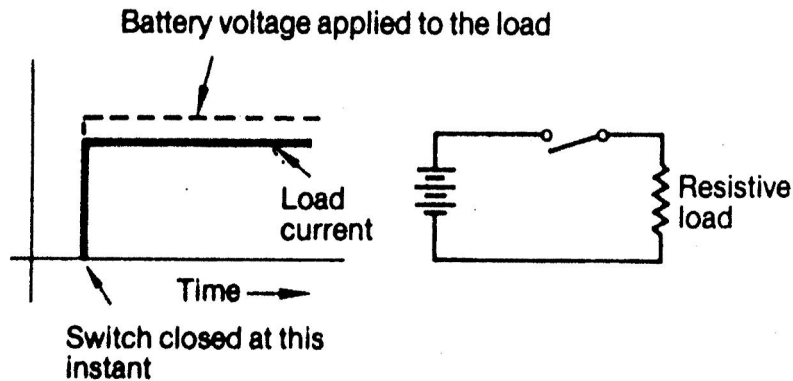 Battery voltage applied to the load
Load
current
Resistive
load
Time
Switch closed at this
instant